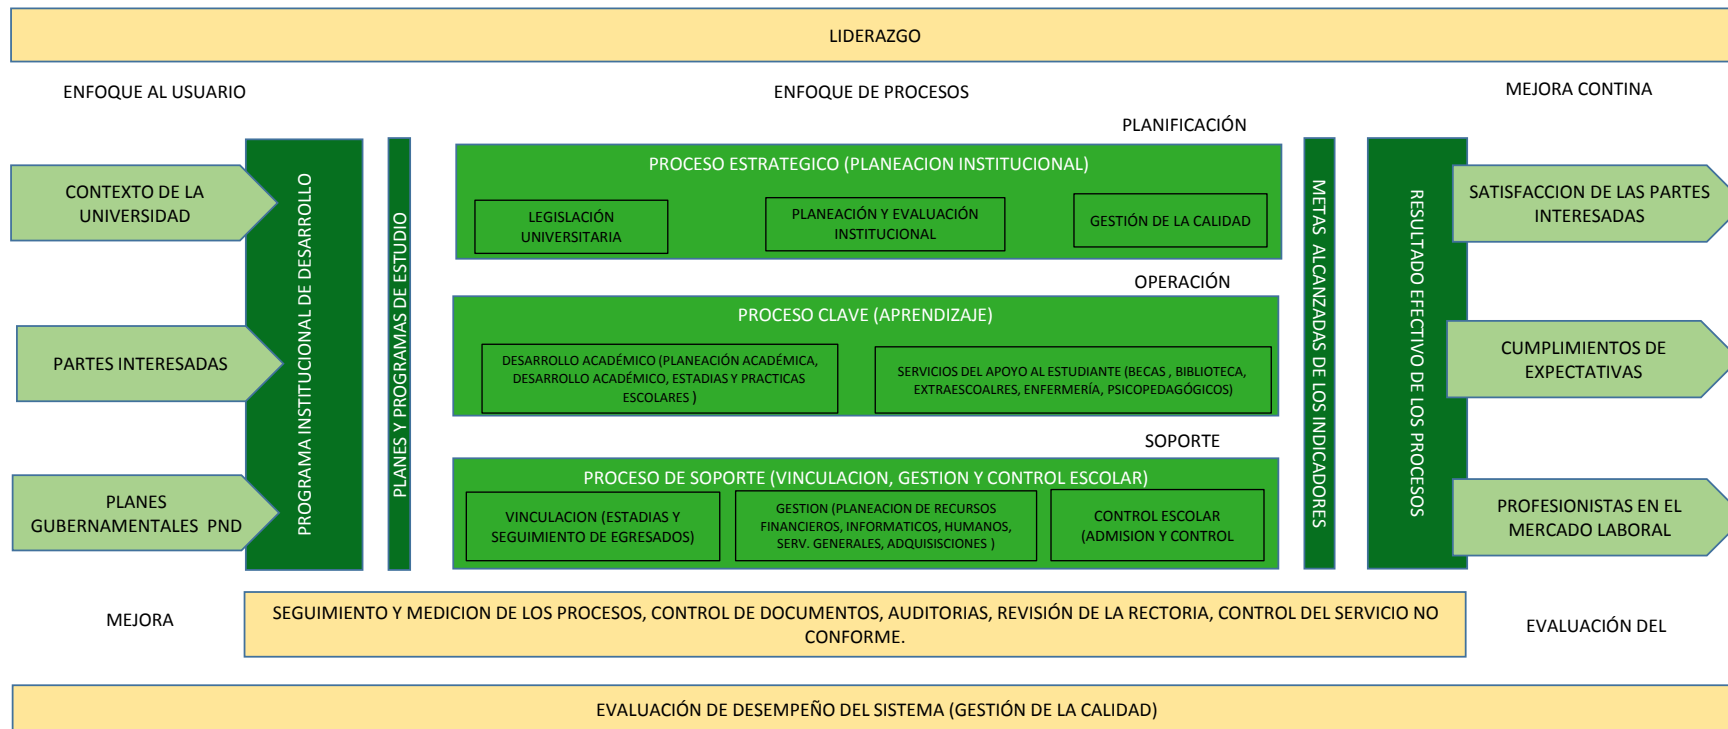 LIDERAZGO
ENFOQUE AL USUARIO
ENFOQUE DE PROCESOS
MEJORA CONTINA
PLANIFICACIÓN
CONTEXTO DE LA
UNIVERSIDAD
PARTES INTERESADAS
PLANES
GUBERNAMENTALES PND
PROGRAMA INSTITUCIONAL DE DESARROLLO
PLANES Y PROGRAMAS DE ESTUDIO
PROCESO ESTRATEGICO (PLANEACION INSTITUCIONAL)
LEGISLACIÓN
UNIVERSITARIA
PLANEACIÓN Y EVALUACIÓN
INSTITUCIONAL
GESTIÓN DE LA CALIDAD
OPERACIÓN
PROCESO CLAVE (APRENDIZAJE)
DESARROLLO ACADÉMICO (PLANEACIÓN ACADÉMICA,
DESARROLLO ACADÉMICO, ESTADIAS Y PRACTICAS
ESCOLARES )
SERVICIOS DEL APOYO AL ESTUDIANTE (BECAS , BIBLIOTECA,
EXTRAESCOALRES, ENFERMERÍA, PSICOPEDAGÓGICOS)
SOPORTE
PROCESO DE SOPORTE (VINCULACION, GESTION Y CONTROL ESCOLAR)
VINCULACION (ESTADIAS Y
SEGUIMIENTO DE EGRESADOS)
GESTION (PLANEACION DE RECURSOS
FINANCIEROS, INFORMATICOS, HUMANOS,
SERV. GENERALES, ADQUISISCIONES )
CONTROL ESCOLAR
(ADMISION Y CONTROL
METAS ALCANZADAS DE LOS INDICADORES
RESULTADO EFECTIVO DE LOS PROCESOS
SATISFACCION DE LAS PARTES
INTERESADAS
CUMPLIMIENTOS DE
EXPECTATIVAS
PROFESIONISTAS EN EL
MERCADO LABORAL
MEJORA
SEGUIMIENTO Y MEDICION DE LOS PROCESOS, CONTROL DE DOCUMENTOS, AUDITORIAS, REVISIÓN DE LA RECTORIA, CONTROL DEL SERVICIO NO
CONFORME.
EVALUACIÓN DEL
EVALUACIÓN DE DESEMPEÑO DEL SISTEMA (GESTIÓN DE LA CALIDAD)